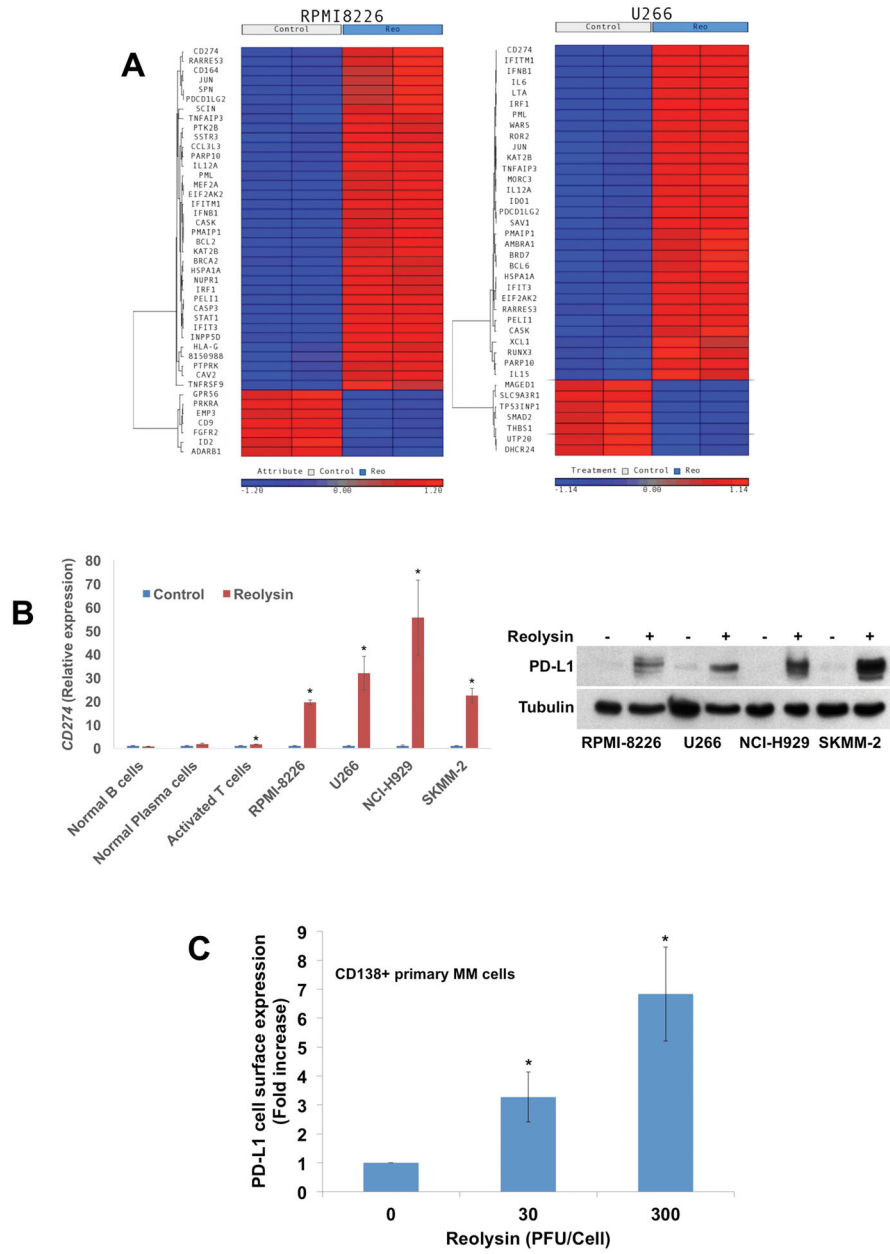 A
RPMI8226
Control Reo
CD274
RARRES3
CD164
JUN
SPN
PDCD1LG2
SCIN
TNFAIP3
PTK2B
SSTR3
CCL3L3
PARP10
IL12A
PML
MEF2A
EIF2AK2
IFITM1
IFNB1
CASK
PMAIP1
BCL2
KAT2B
BRCA2
HSPA1A
NUPR1
IRF1
PELI1
CASP3
STAT1
IFIT3
INPP5D
HLA-G
8150988
PTPRK
CAV2
TNFRSF9
GPR56
PRKRA
EMP3
CD9
FGFR2
ID2
ADARB1
Attribute Control Reo
-1.20 0.00 1.20
U266
Control Reo
CD274
IFITM1
IFNB1
IL6
LTA
IRF1
PML
WARS
ROR2
JUN
KAT2B
TNFAIP3
MORC3
IL12A
IDO1
PDCD1LG2
SAV1
PMAIP1
AMBRA1
BRD7
BCL6
HSPA1A
IFIT3
EIF2AK2
RARRES3
PELI1
CASK
XCL1
RUNX3
PARP10
IL15
MAGED1
SLC9A3R1
TP53INP1
SMAD2
THBS1
UTP20
DHCR24
Treatment Control Reo
-1.14 0.00 1.14
B
CD274 (Relative expression)
80
70
60
50
40
30
20
10
0
Control Reolysin
* * * * *
Normal B cells
Normal Plasma cells
Activated T cells
RPMI-8226
U266
NCI-H929
SKMM-2
Reolysin - + - + - + - +
PD-L1
Tubulin
RPMI-8226 U266 NCI-H929 SKMM-2
C
PD-L1 cell surface expression
(Fold increase)
9
8
7
6
5
4
3
2
1
0
CD138+ primary MM cells
* *
0 30 300
Reolysin (PFU/Cell)